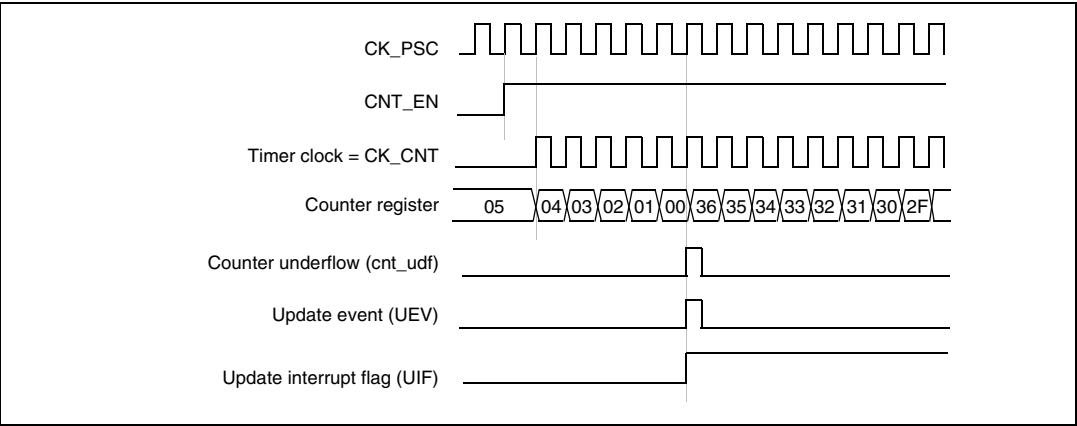 CK_PSC
CNT_EN
Timer clock = CK_CNT
Counter register 05 04 03 02 01 00 36 35 34 33 32 31 30 2F
Counter underflow (cnt_udf)
Update event (UEV)
Update interrupt flag (UIF)